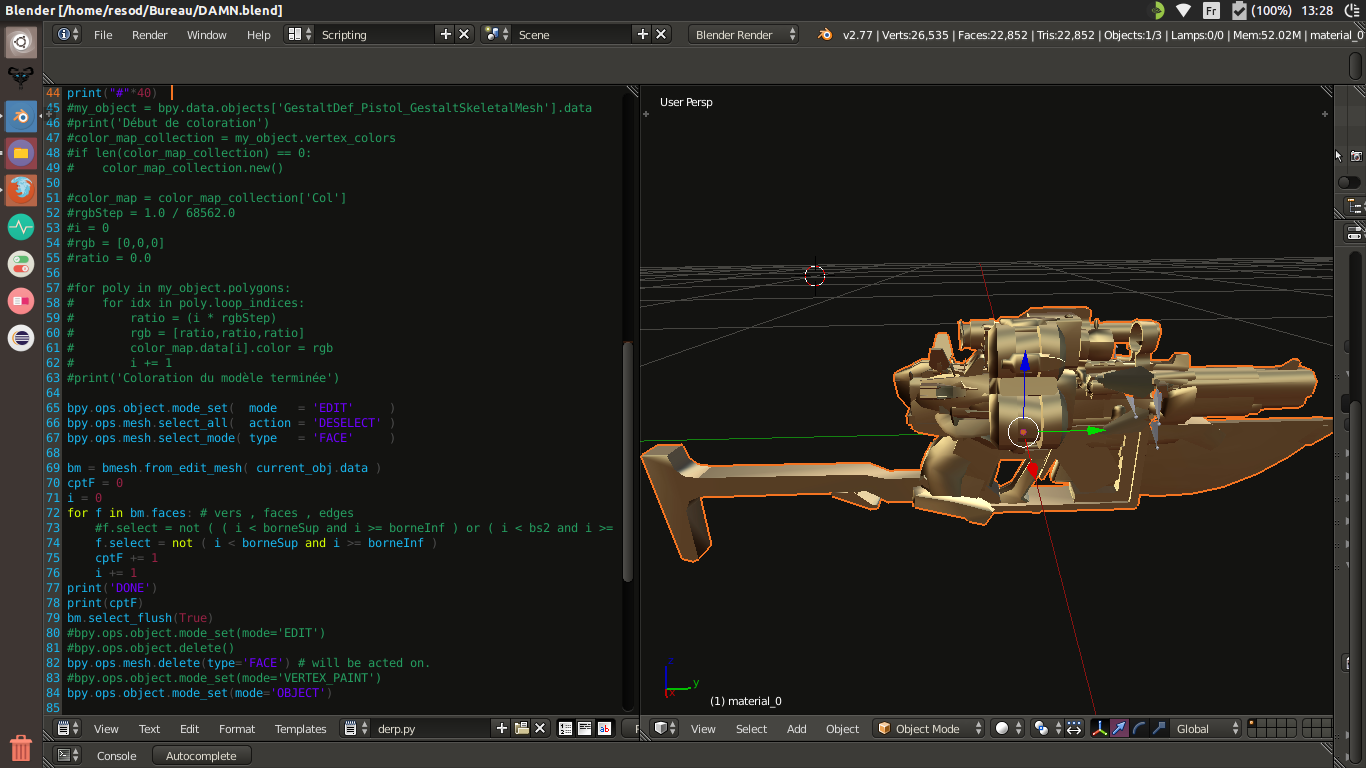 Blender [/home/resod/Bureau/DAMN.blend]
Fr (100%) 13:28
File Render Window Help Scripting Scene Blender Render v2.77 | Verts:26,535 | Faces:22,852 | Tris:22,852 | Objects:1/3 | Lamps:0/0 | Mem:52.02M | material_0
44 print("#"*40)
45 #my_object = bpy.data.objects['GestaltDef_Pistol_GestaltSkeletalMesh'].data
46 #print('Début de coloration')
47 #color_map_collection = my_object.vertex_colors
48 #if len(color_map_collection) == 0:
49 #    color_map_collection.new()
50
51 #color_map = color_map_collection['Col']
52 #rgbStep = 1.0 / 68562.0
53 #i = 0
54 #rgb = [0,0,0]
55 #ratio = 0.0
56
57 #for poly in my_object.polygons:
58 #    for idx in poly.loop_indices:
59 #        ratio = (i * rgbStep)
60 #        rgb = [ratio,ratio,ratio]
61 #        color_map.data[i].color = rgb
62 #        i += 1
63 #print('Coloration du modèle terminée')
64
65 bpy.ops.object.mode_set(  mode   = 'EDIT'     )
66 bpy.ops.mesh.select_all(  action = 'DESELECT' )
67 bpy.ops.mesh.select_mode( type   = 'FACE'     )
68
69 bm = bmesh.from_edit_mesh( current_obj.data )
70 cptF = 0
71 i = 0
72 for f in bm.faces: # vers , faces , edges
73     #f.select = not ( ( i < borneSup and i >= borneInf ) or ( i < bs2 and i >=
74     f.select = not ( i < borneSup and i >= borneInf )
75     cptF += 1
76     i += 1
77 print('DONE')
78 print(cptF)
79 bm.select_flush(True)
80 #bpy.ops.object.mode_set(mode='EDIT')
81 #bpy.ops.object.delete()
82 bpy.ops.mesh.delete(type='FACE') # will be acted on.
83 #bpy.ops.object.mode_set(mode='VERTEX_PAINT')
84 bpy.ops.object.mode_set(mode='OBJECT')
85
User Persp
z
y
x
(1) material_0
View Text Edit Format Templates derp.py
View Select Add Object Object Mode Global
Console Autocomplete